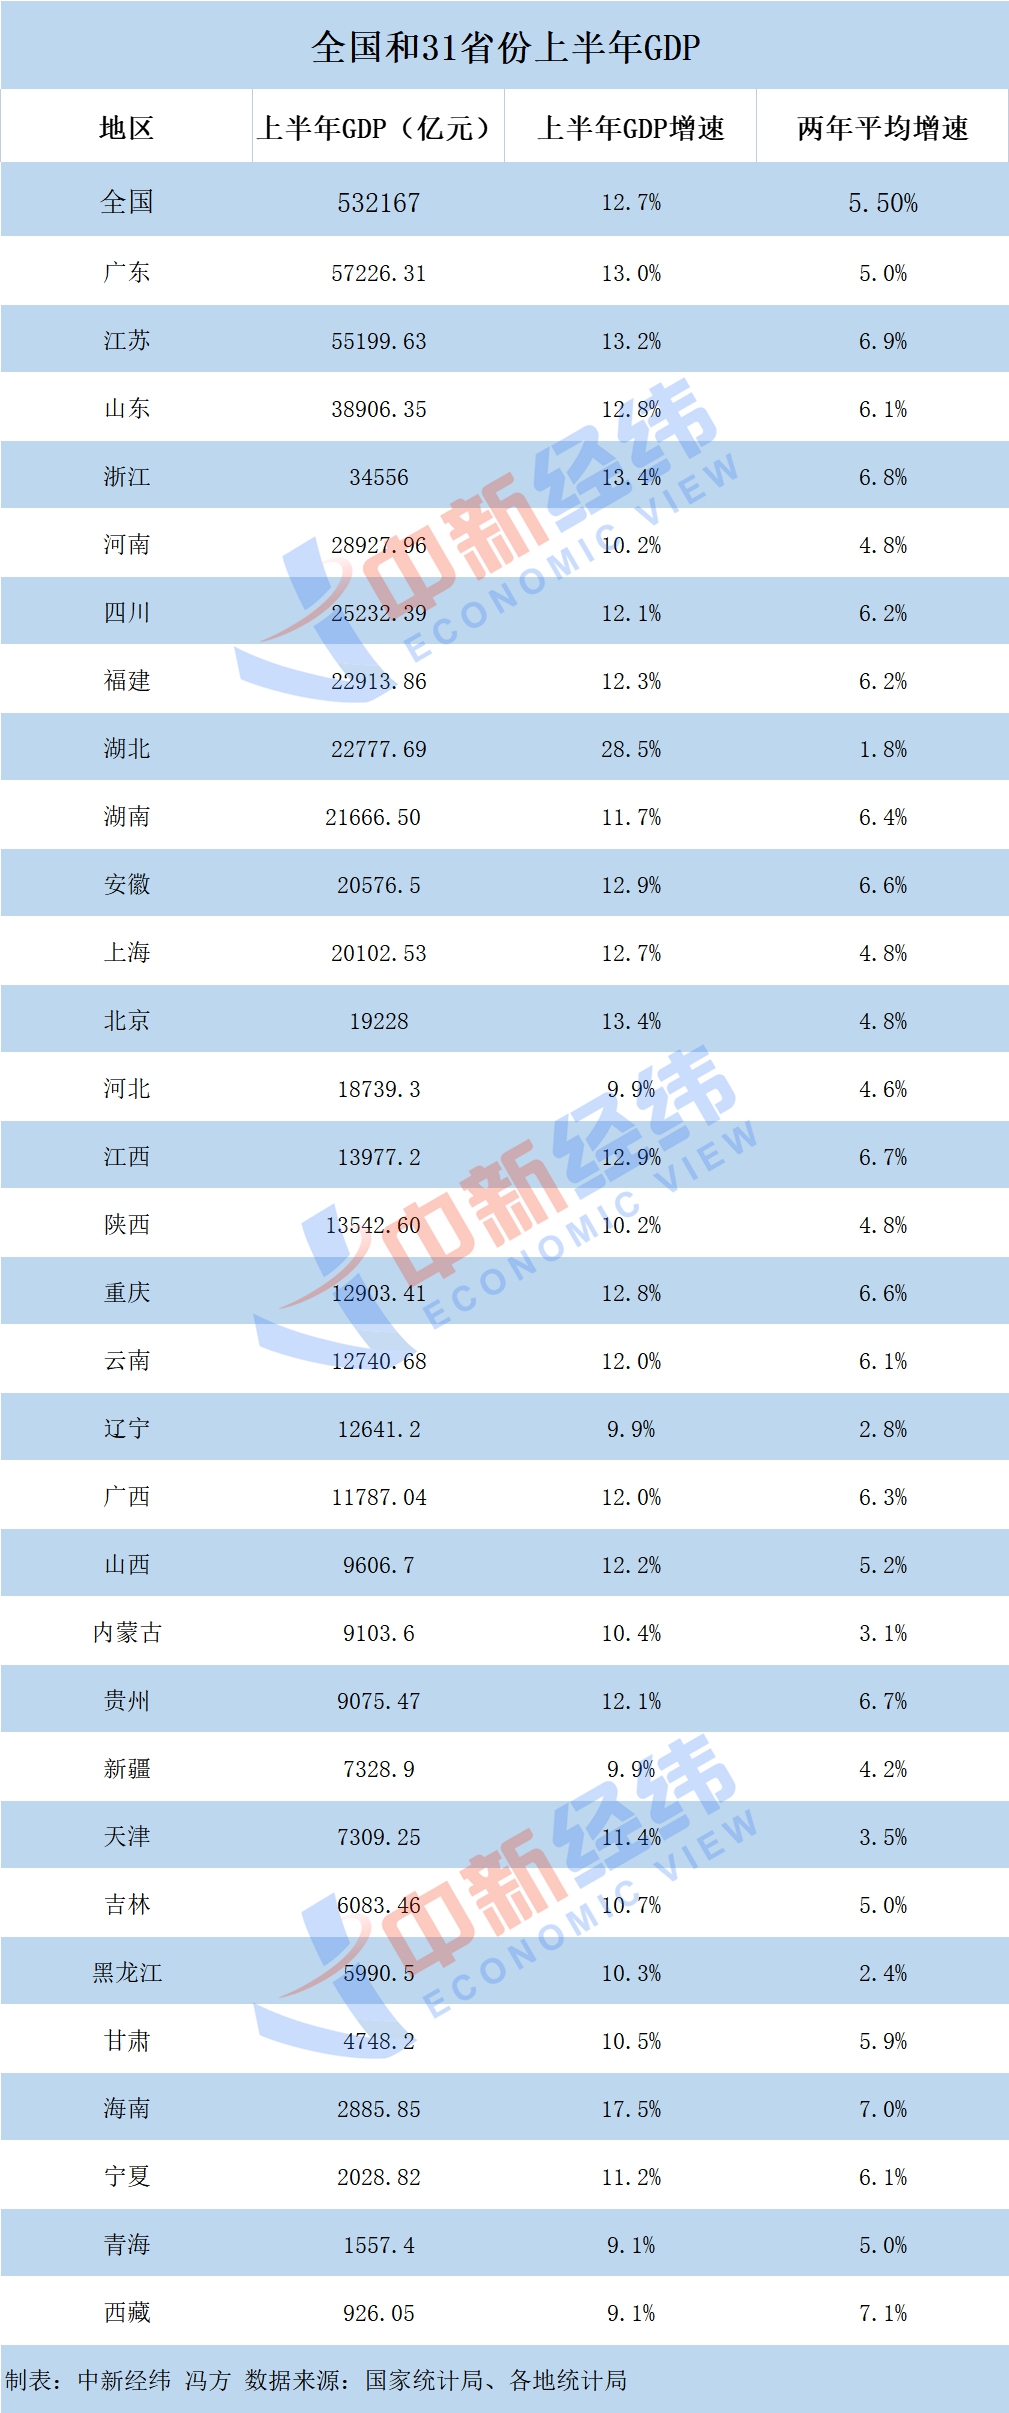 全国和31省份上半年GDP
地区 上半年GDP（亿元） 上半年GDP增速 两年平均增速
全国 532167 12.7% 5.50%
广东 57226.31 13.0% 5.0%
江苏 55199.63 13.2% 6.9%
山东 38906.35 12.8% 6.1%
浙江 34556 13.4% 6.8%
河南 28927.96 10.2% 4.8%
四川 25232.39 12.1% 6.2%
福建 22913.86 12.3% 6.2%
湖北 22777.69 28.5% 1.8%
湖南 21666.50 11.7% 6.4%
安徽 20576.5 12.9% 6.6%
上海 20102.53 12.7% 4.8%
北京 19228 13.4% 4.8%
河北 18739.3 9.9% 4.6%
江西 13977.2 12.9% 6.7%
陕西 13542.60 10.2% 4.8%
重庆 12903.41 12.8% 6.6%
云南 12740.68 12.0% 6.1%
辽宁 12641.2 9.9% 2.8%
广西 11787.04 12.0% 6.3%
山西 9606.7 12.2% 5.2%
内蒙古 9103.6 10.4% 3.1%
贵州 9075.47 12.1% 6.7%
新疆 7328.9 9.9% 4.2%
天津 7309.25 11.4% 3.5%
吉林 6083.46 10.7% 5.0%
黑龙江 5990.5 10.3% 2.4%
甘肃 4748.2 10.5% 5.9%
海南 2885.85 17.5% 7.0%
宁夏 2028.82 11.2% 6.1%
青海 1557.4 9.1% 5.0%
西藏 926.05 9.1% 7.1%
制表：中新经纬 冯方 数据来源：国家统计局、各地统计局
中新经纬
ECONOMIC VIEW
中新经纬
ECONOMIC VIEW
中新经纬
ECONOMIC VIEW